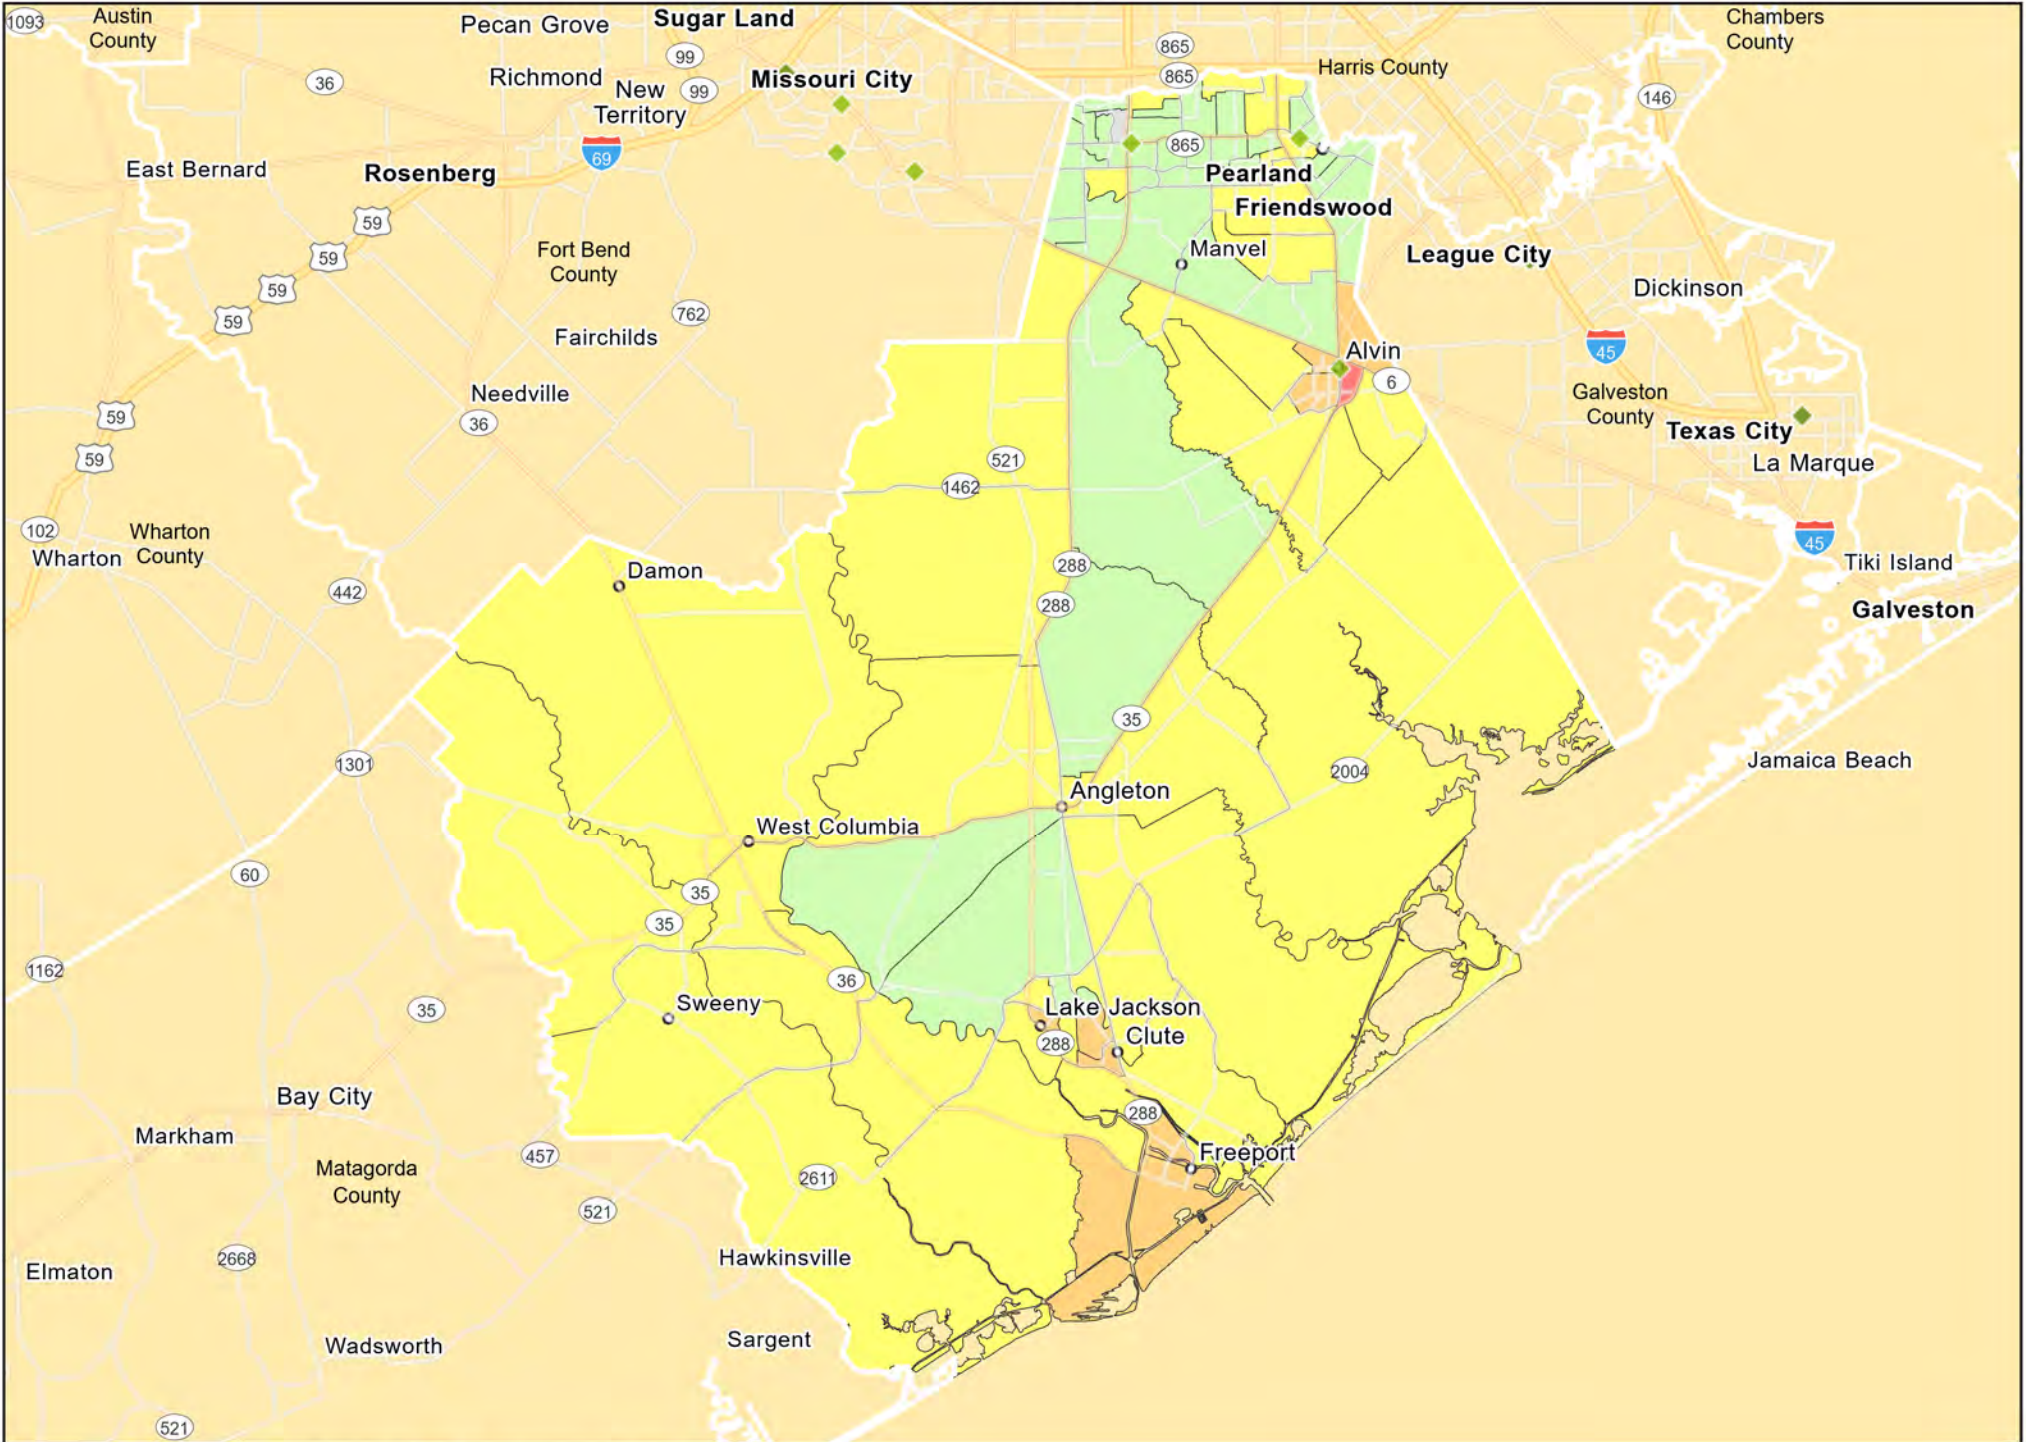 1093
Austin
County
Pecan Grove
Sugar Land
Chambers
County
99
865
36
Richmond
New
Territory
99
Missouri City
865
Harris County
146
East Bernard
Rosenberg
69
865
Pearland
59
Friendswood
59
Fort Bend
County
Manvel
League City
59
Dickinson
59
762
Fairchilds
Alvin
45
6
Needville
Galveston
County
59
36
Texas City
59
521
La Marque
1462
102
Wharton
County
Wharton
45
288
Tiki Island
Damon
442
288
Galveston
35
1301
2004
Jamaica Beach
Angleton
West Columbia
60
35
35
1162
36
35
Sweeny
Lake Jackson
288
Clute
Bay City
288
Markham
457
Freeport
Matagorda
County
2611
521
2668
Hawkinsville
Elmaton
Wadsworth
Sargent
521